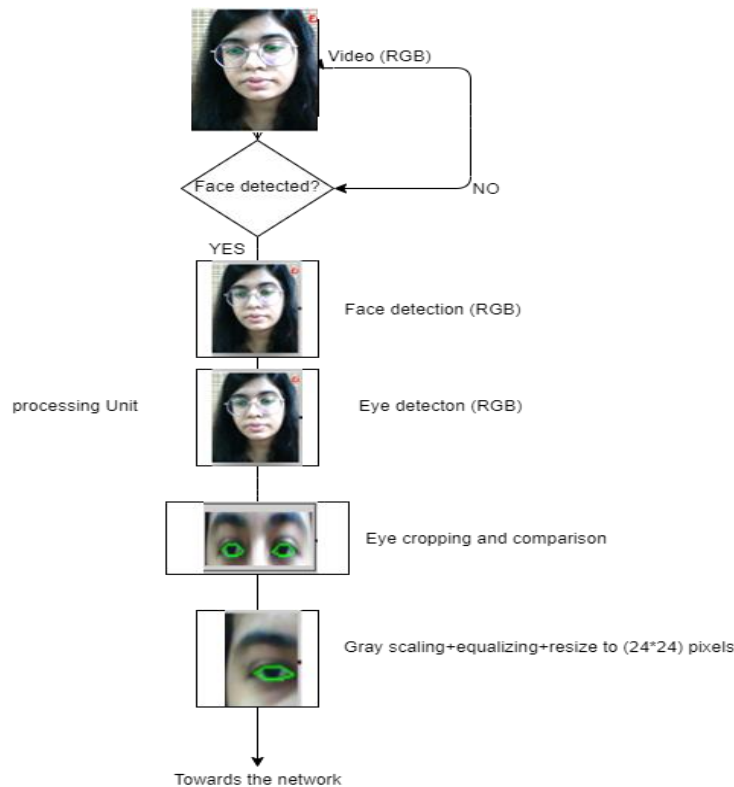 Video (RGB)
Face detected?
NO
YES
Face detection (RGB)
processing Unit
Eye detecton (RGB)
Eye cropping and comparison
Gray scaling+equalizing+resize to (24*24) pixels
Towards the network